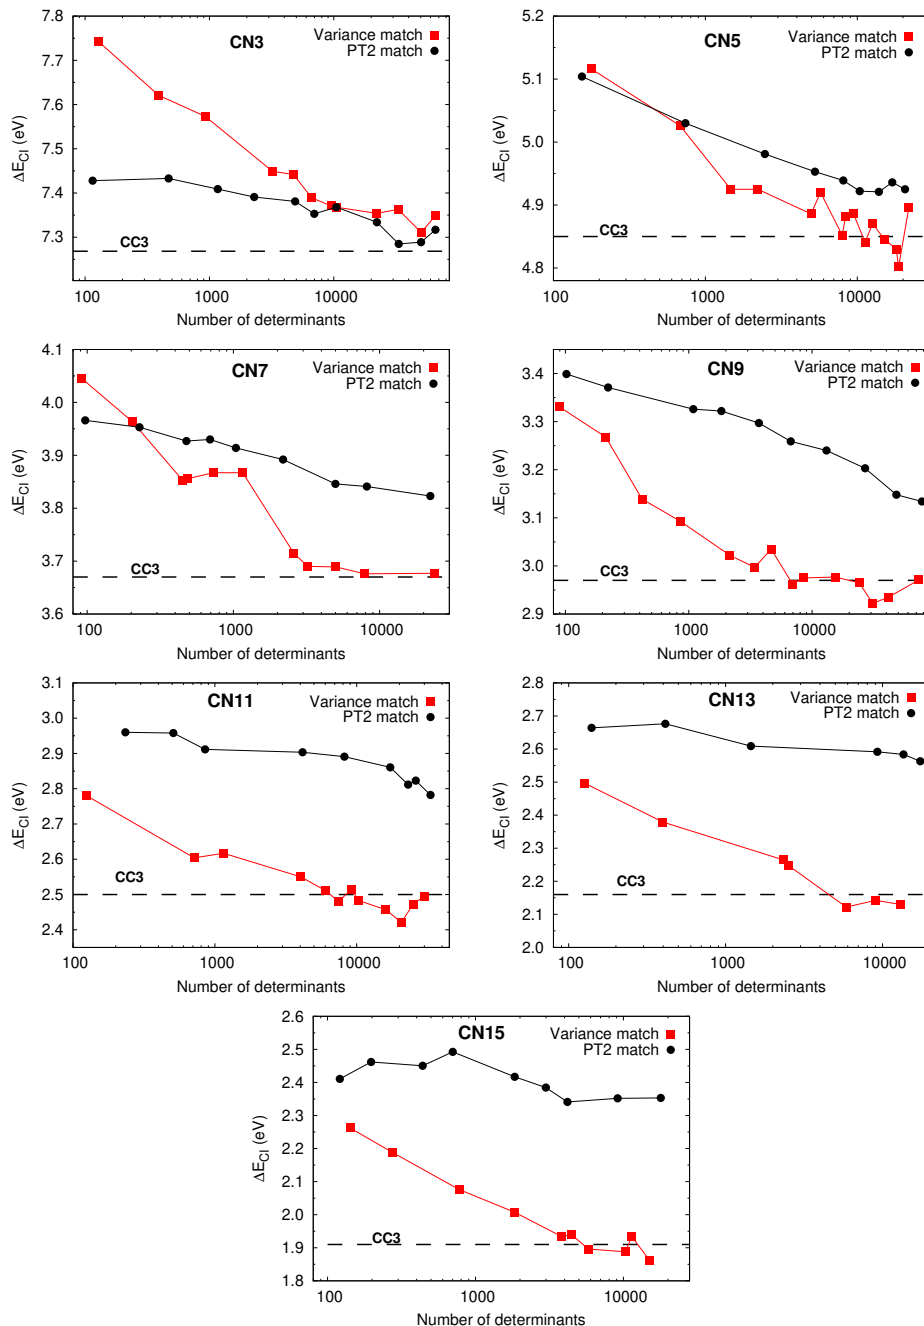 CN3
Variance match
PT2 match
ΔE_CI (eV)
7.8
7.7
7.6
7.5
7.4
7.3
CC3
100 1000 10000
Number of determinants
CN5
Variance match
PT2 match
ΔE_CI (eV)
5.2
5.1
5.0
4.9
4.8
CC3
100 1000 10000
Number of determinants
CN7
Variance match
PT2 match
ΔE_CI (eV)
4.1
4.0
3.9
3.8
3.7
3.6
CC3
100 1000 10000
Number of determinants
CN9
Variance match
PT2 match
ΔE_CI (eV)
3.4
3.3
3.2
3.1
3.0
2.9
CC3
100 1000 10000
Number of determinants
CN11
Variance match
PT2 match
ΔE_CI (eV)
3.0
2.9
2.8
2.7
2.6
2.5
2.4
CC3
100 1000 10000
Number of determinants
CN13
Variance match
PT2 match
ΔE_CI (eV)
2.8
2.7
2.6
2.5
2.4
2.3
2.2
2.1
2.0
CC3
100 1000 10000
Number of determinants
CN15
Variance match
PT2 match
ΔE_CI (eV)
2.6
2.5
2.4
2.3
2.2
2.1
2.0
1.9
1.8
CC3
100 1000 10000
Number of determinants